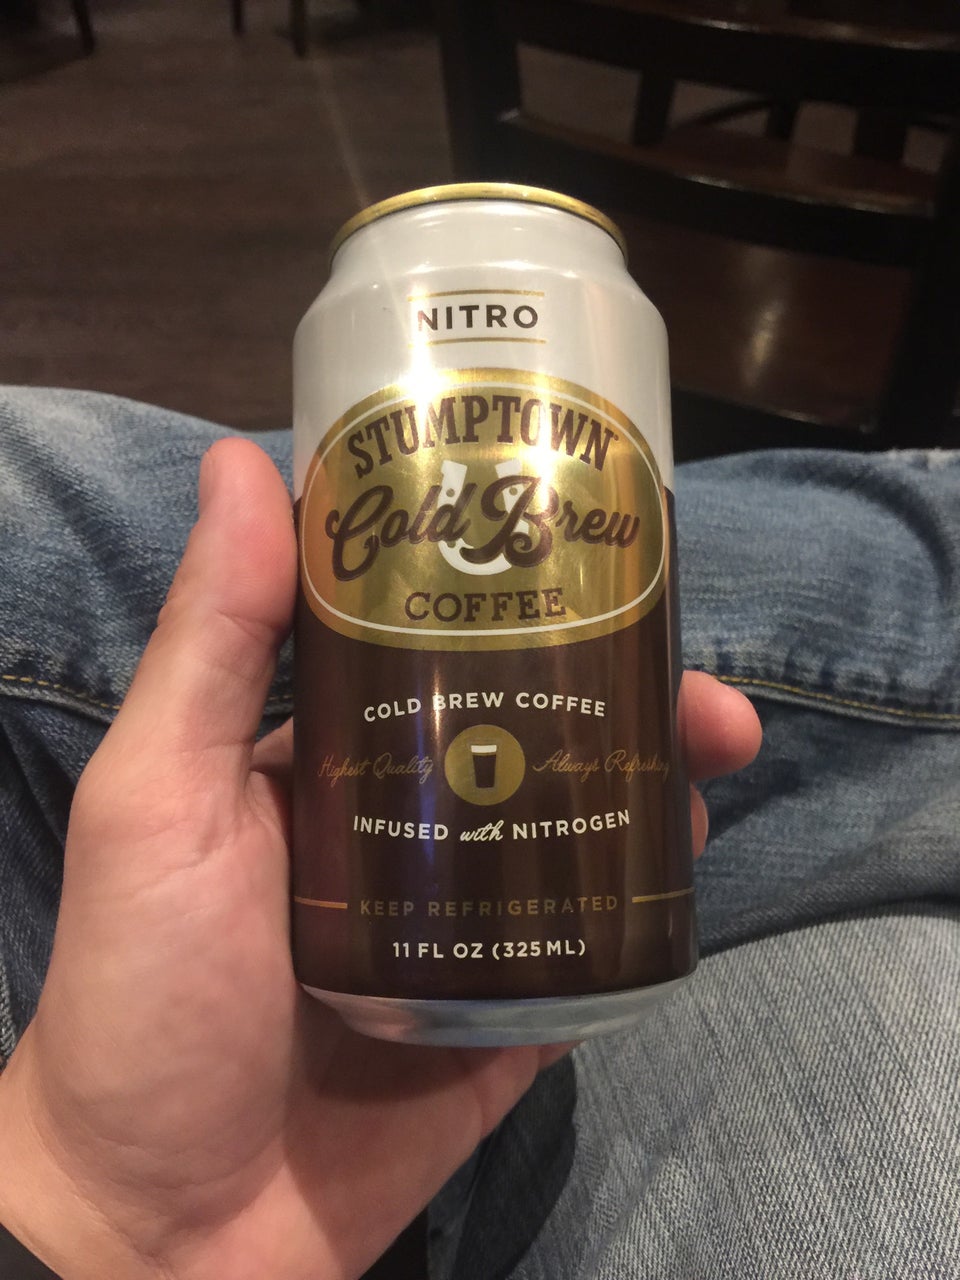 NITRO
STUMPTOWN
Cold Brew
COFFEE
COLD BREW COFFEE
Highest Quality Always Refreshing
INFUSED with NITROGEN
KEEP REFRIGERATED
11 FL OZ (325 ML)